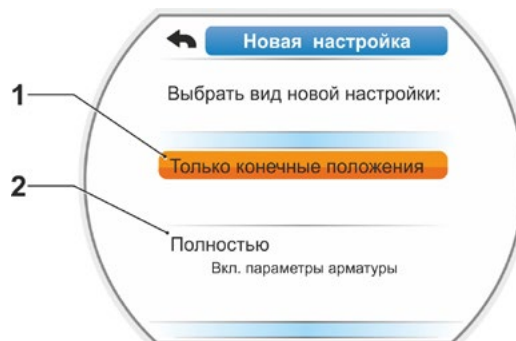 Новая настройка
Выбрать вид новой настройки:
1
Только конечные положения
2
Полностью
Вкл. параметры арматуры